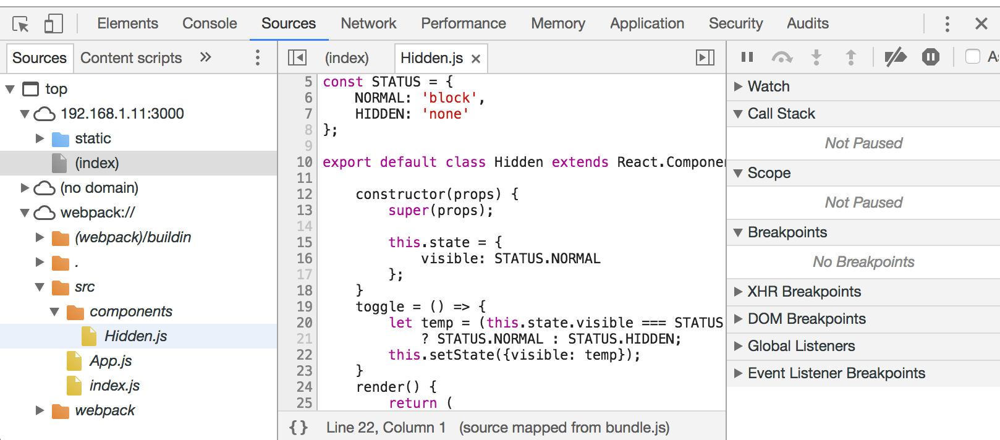 Elements Console Sources Network Performance Memory Application Security Audits
Sources Content scripts »
(index) Hidden.js ×
top
192.168.1.11:3000
static
(index)
(no domain)
webpack://
(webpack)/buildin
.
src
components
Hidden.js
App.js
index.js
webpack
5 const STATUS = {
6     NORMAL: 'block',
7     HIDDEN: 'none'
8 };
9
10 export default class Hidden extends React.Compone
11
12     constructor(props) {
13         super(props);
14
15         this.state = {
16             visible: STATUS.NORMAL
17         };
18     }
19     toggle = () => {
20         let temp = (this.state.visible === STATUS
21             ? STATUS.NORMAL : STATUS.HIDDEN;
22         this.setState({visible: temp});
23     }
24     render() {
25         return (
{} Line 22, Column 1 (source mapped from bundle.js)
Watch
Call Stack
Not Paused
Scope
Not Paused
Breakpoints
No Breakpoints
XHR Breakpoints
DOM Breakpoints
Global Listeners
Event Listener Breakpoints